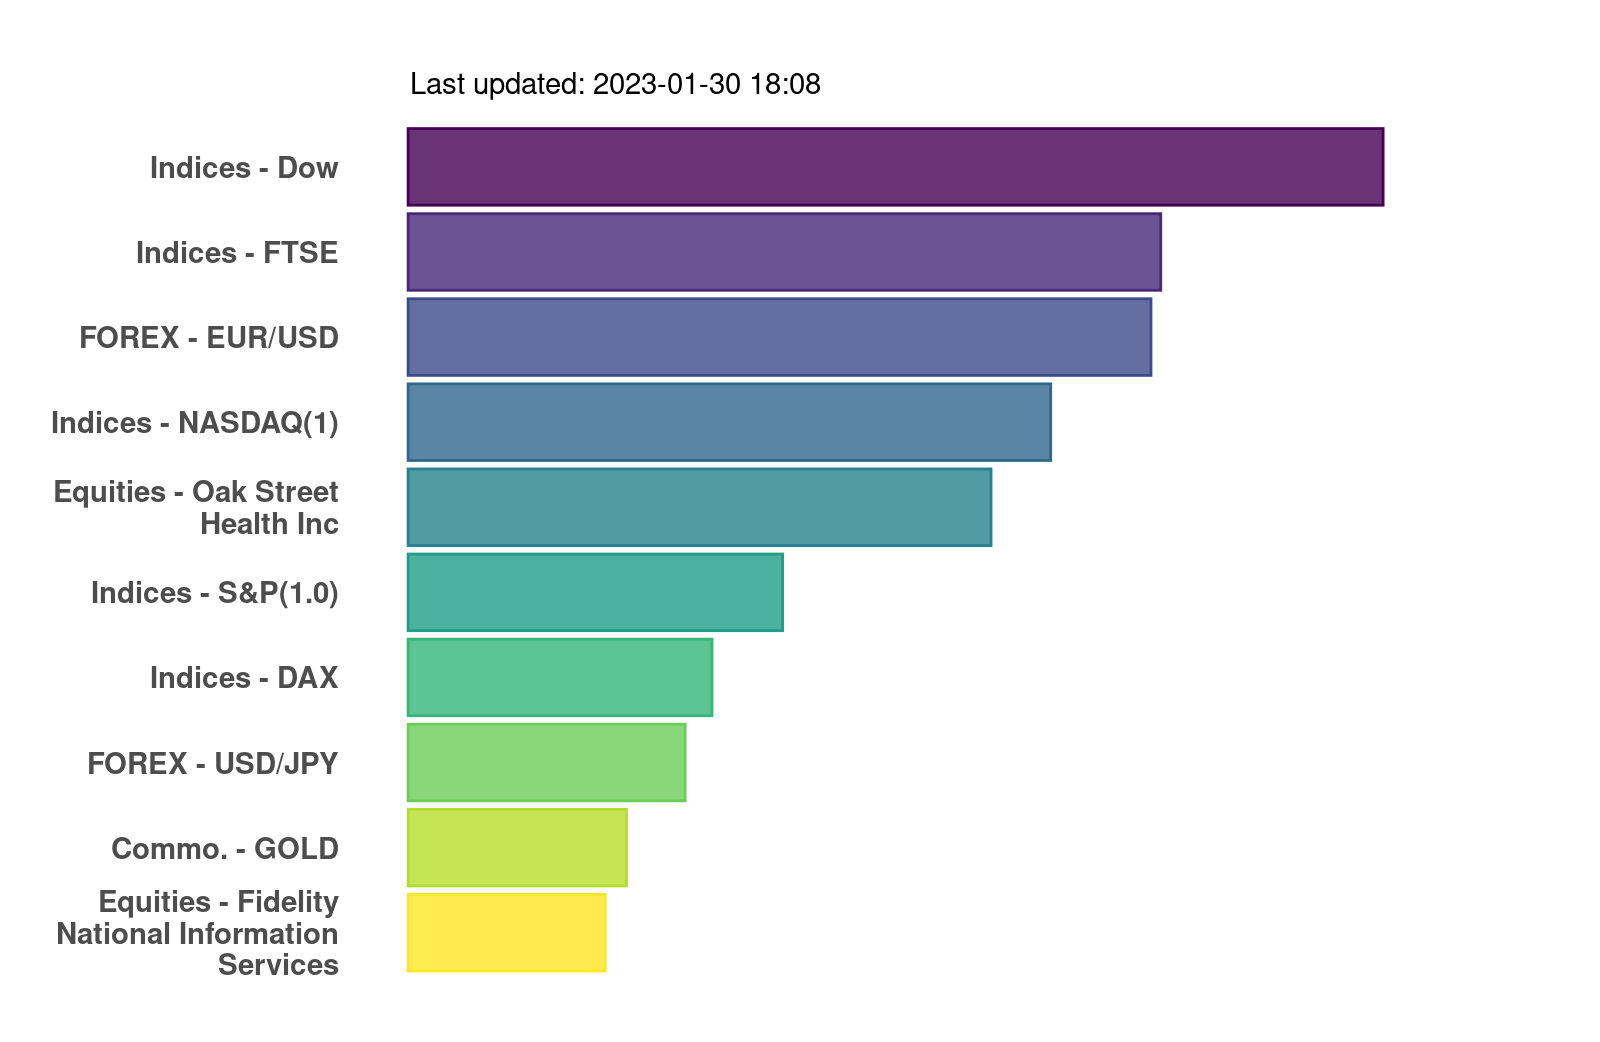 Last updated: 2023-01-30 18:08
Indices - Dow
Indices - FTSE
FOREX - EUR/USD
Indices - NASDAQ(1)
Equities - Oak Street
Health Inc
Indices - S&P(1.0)
Indices - DAX
FOREX - USD/JPY
Commo. - GOLD
Equities - Fidelity
National Information
Services